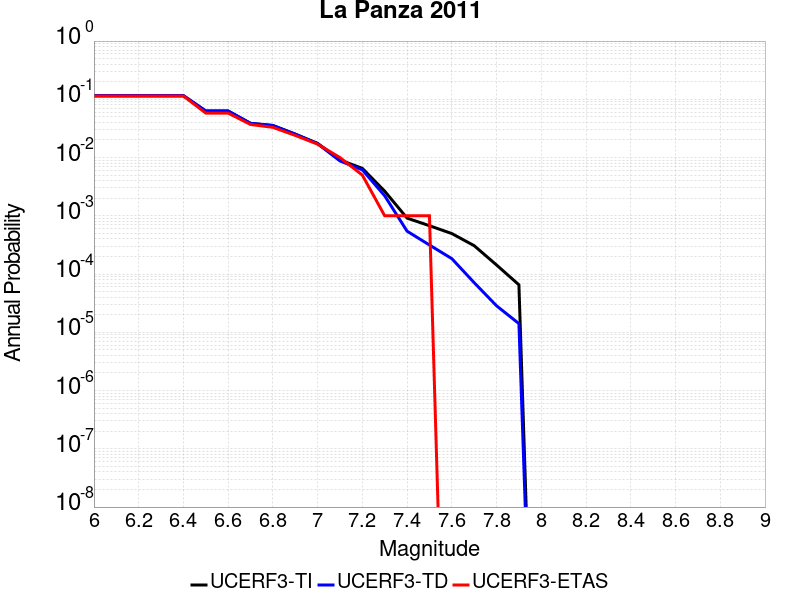 La Panza 2011
10^0
10^-1
10^-2
10^-3
10^-4
10^-5
10^-6
10^-7
10^-8
Annual Probability
6 6.2 6.4 6.6 6.8 7 7.2 7.4 7.6 7.8 8 8.2 8.4 8.6 8.8 9
Magnitude
UCERF3-TI UCERF3-TD UCERF3-ETAS